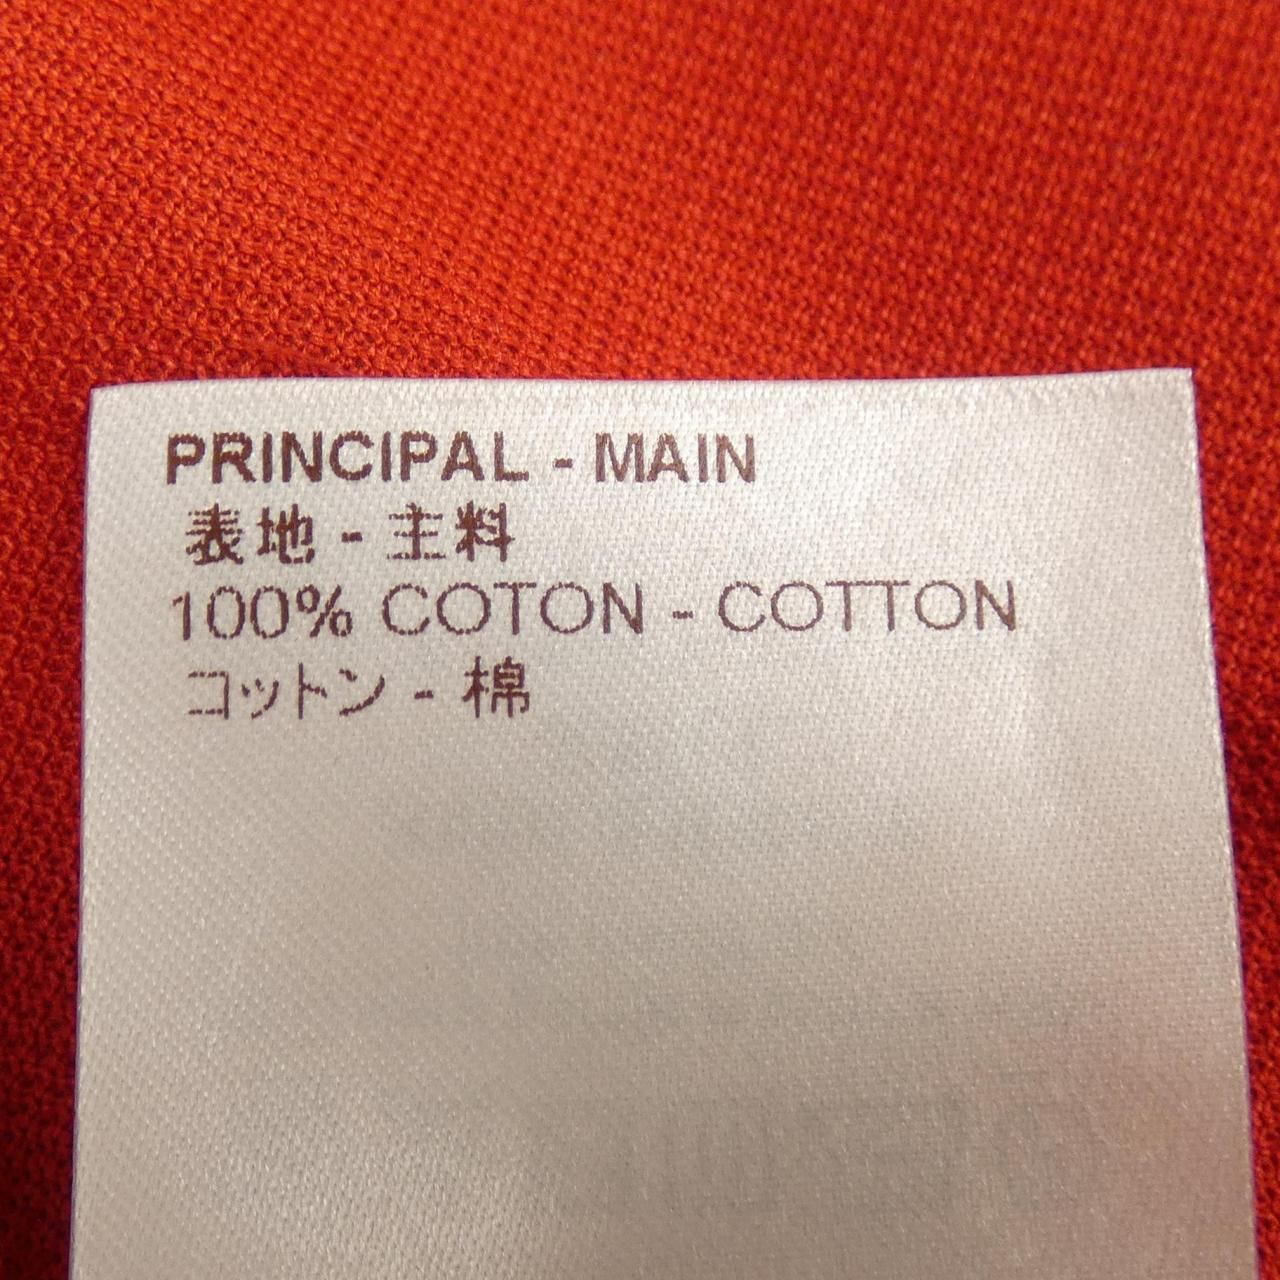 PRINCIPAL - MAIN
表地 - 主料
100% COTON - COTTON
コットン - 棉